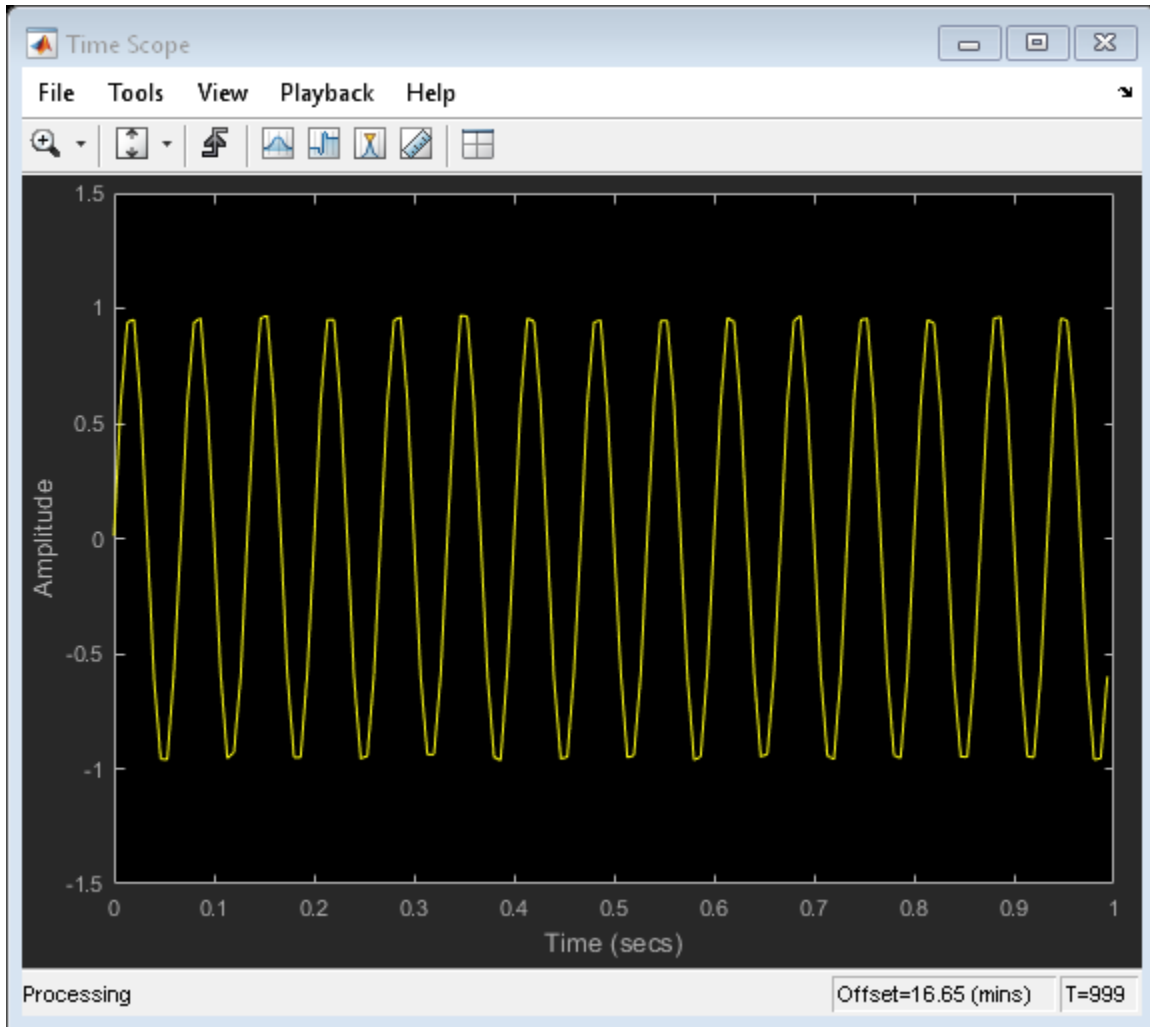 Time Scope
File Tools View Playback Help
1.5
1
0.5
0
-0.5
-1
-1.5
Amplitude
0 0.1 0.2 0.3 0.4 0.5 0.6 0.7 0.8 0.9 1
Time (secs)
Processing Offset=16.65 (mins) T=999